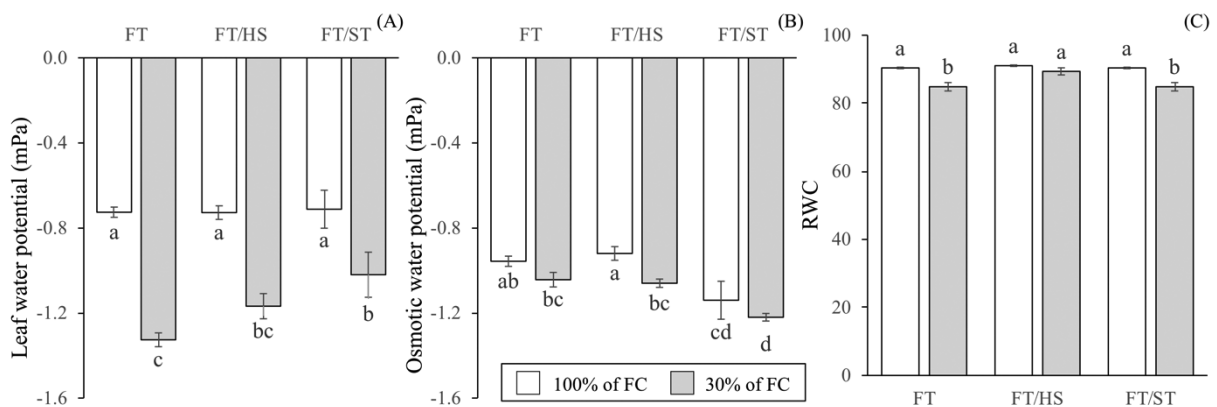 (A)
FT FT/HS FT/ST
0.0
-0.4
-0.8
-1.2
-1.6
Leaf water potential (mPa)
a a a
c bc b
(B)
FT FT/HS FT/ST
0.0
-0.4
-0.8
-1.2
-1.6
Osmotic water potential (mPa)
ab bc a bc cd d
100% of FC 30% of FC
(C)
100
80
60
40
20
0
RWC
a b a a a b
FT FT/HS FT/ST